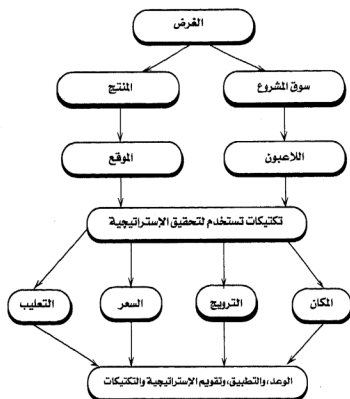 الغرض
سوق المشروع
المنتج
اللاعبون
الموقع
تكتيكات تستخدم لتحقيق الإستراتيجية
المكان
الترويج
السعر
التعليب
الوعد، والتطبيق، وتقويم الإستراتيجية والتكتيكات